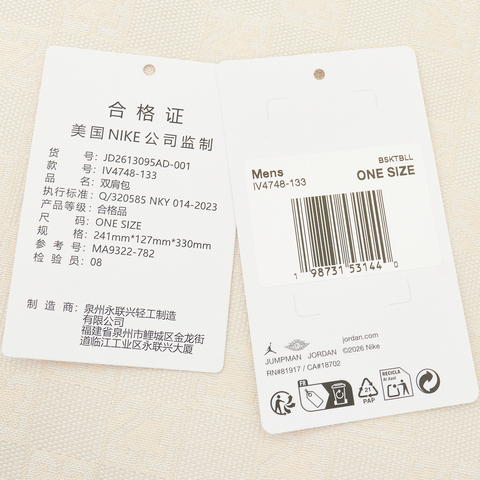 合格证
美国NIKE公司监制
货 号: JD2613095AD-001
款 号: IV4748-133
品 名: 双肩包
执行标准: Q/320585 NKY 014-2023
产品等级: 合格品
尺 码: ONE SIZE
规 格: 241mm*127mm*330mm
参 考 号: MA9322-782
检 验 员: 08
制 造 商: 泉州永联兴轻工制造
有限公司
福建省泉州市鲤城区金龙街
道临江工业区永联兴大厦
BSKTBLL
Mens
ONE SIZE
IV4748-133
1 98731 53144 0
jordan.com
JUMPMAN JORDAN ©2026 Nike
RN#81917 / CA#18702
FR
21
PAP
RECICLA
Al Azul